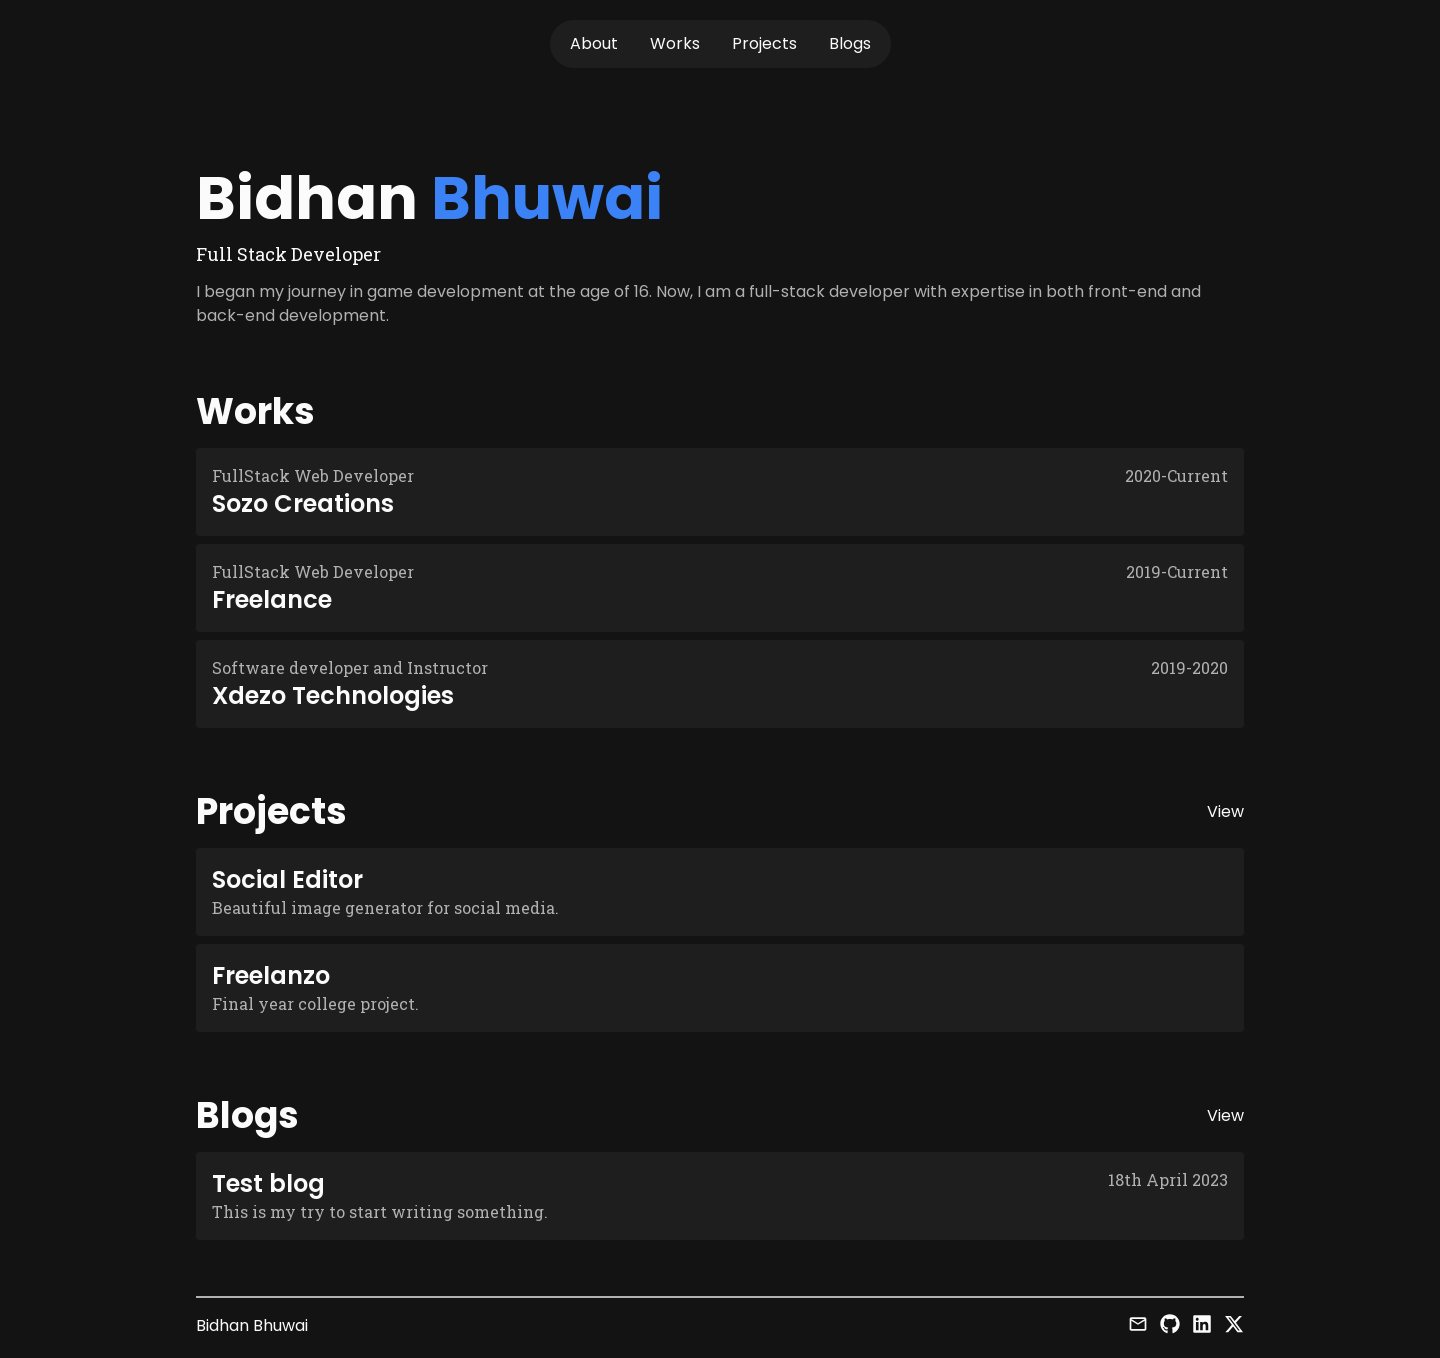 About Works Projects Blogs
Bidhan Bhuwai
Full Stack Developer
I began my journey in game development at the age of 16. Now, I am a full-stack developer with expertise in both front-end and
back-end development.
Works
FullStack Web Developer 2020-Current
Sozo Creations
FullStack Web Developer 2019-Current
Freelance
Software developer and Instructor 2019-2020
Xdezo Technologies
Projects View
Social Editor
Beautiful image generator for social media.
Freelanzo
Final year college project.
Blogs View
Test blog 18th April 2023
This is my try to start writing something.
Bidhan Bhuwai